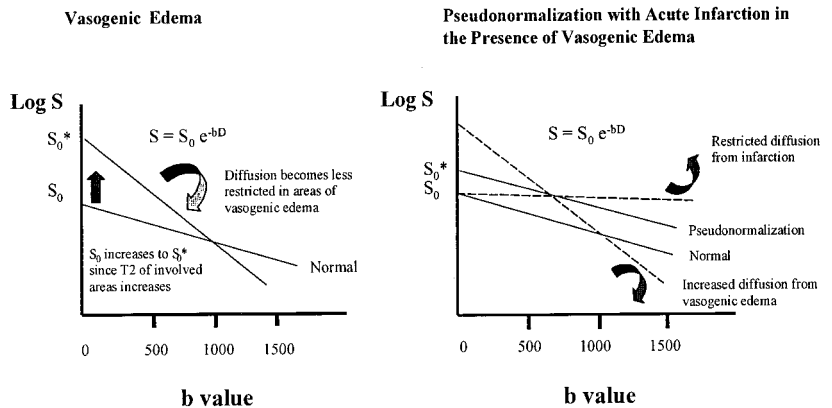 Vasogenic Edema
Log S
S₀*
S = S₀ e^-bD
S₀
Diffusion becomes less
restricted in areas of
vasogenic edema
S₀ increases to S₀*
since T2 of involved
areas increases
Normal
0 500 1000 1500
b value
Pseudonormalization with Acute Infarction in
the Presence of Vasogenic Edema
Log S
S = S₀ e^-bD
Restricted diffusion
from infarction
S₀*
S₀
Pseudonormalization
Normal
Increased diffusion from
vasogenic edema
0 500 1000 1500
b value